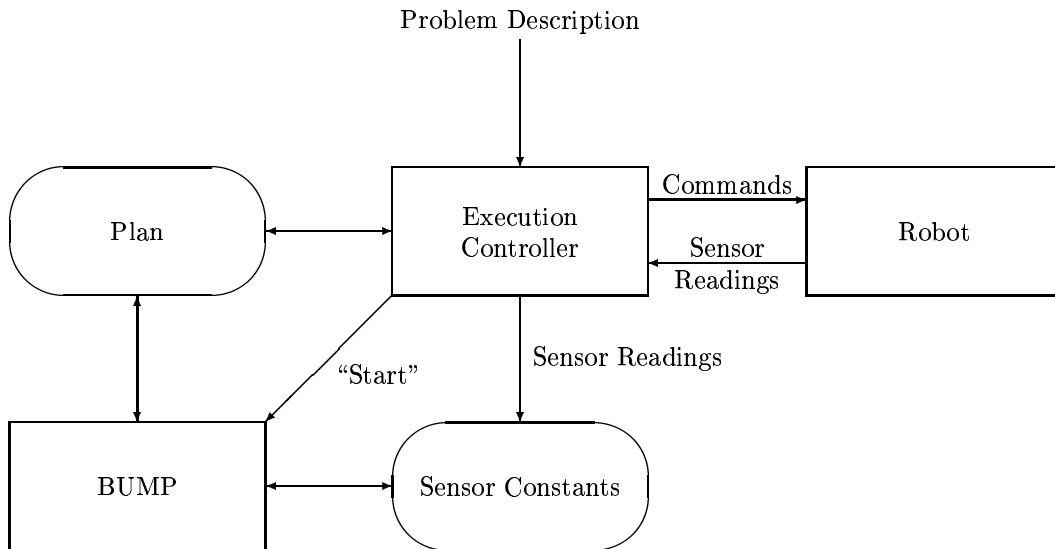 Problem Description
Plan
Execution
Controller
Commands
Sensor
Readings
Robot
“Start”
Sensor Readings
BUMP
Sensor Constants